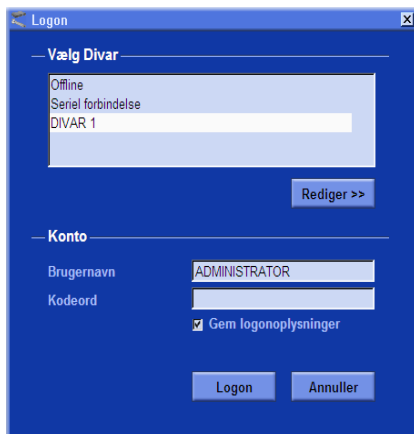 Logon
Vælg Divar
Offline
Seriel forbindelse
DIVAR 1
Rediger >>
Konto
Brugernavn ADMINISTRATOR
Kodeord
Gem logonoplysninger
Logon Annuller